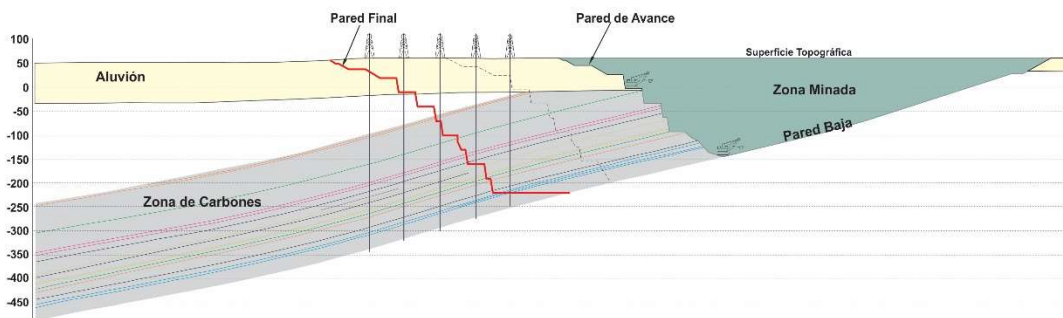 Pared Final
Pared de Avance
Superficie Topográfica
Aluvión
Zona Minada
Pared Baja
Zona de Carbones
100
50
0
-50
-100
-150
-200
-250
-300
-350
-400
-450